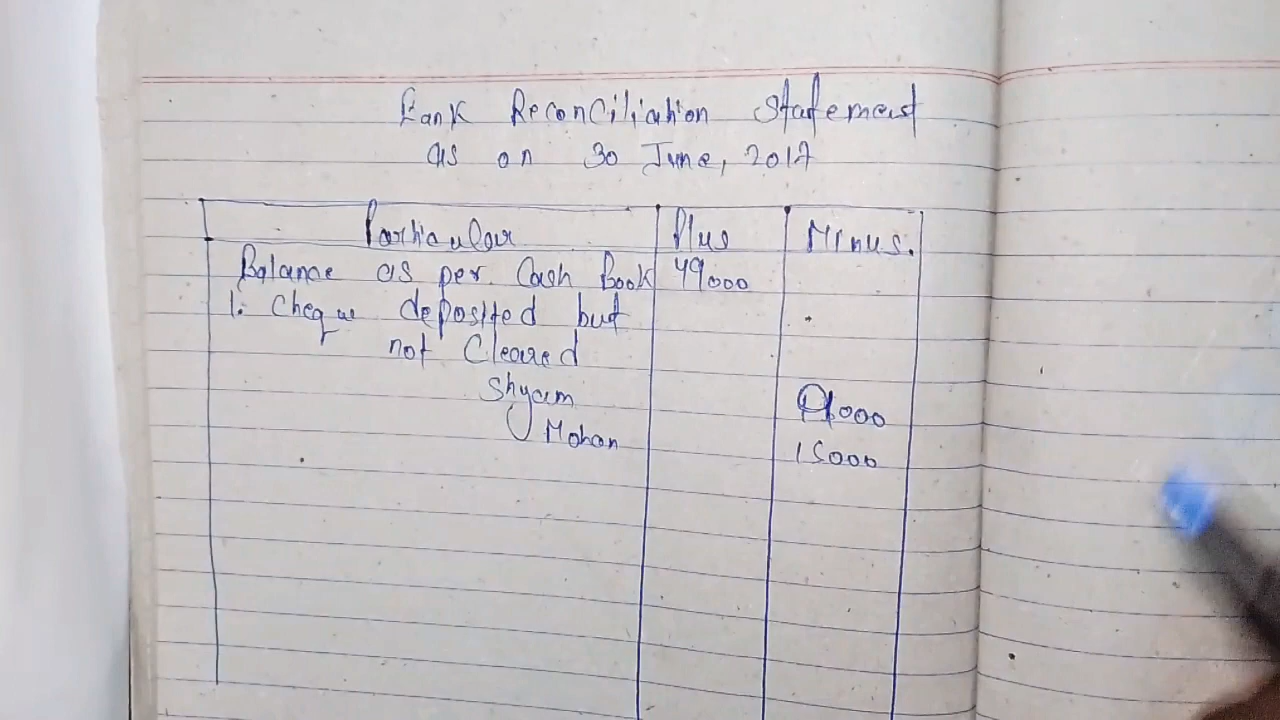 Bank Reconciliation Statement
as on 30 June, 2017
Particular Plus Minus.
Balance as per Cash Book 49000
1. Cheque deposited but
not Cleared
Shyam 000
Mohan 15000